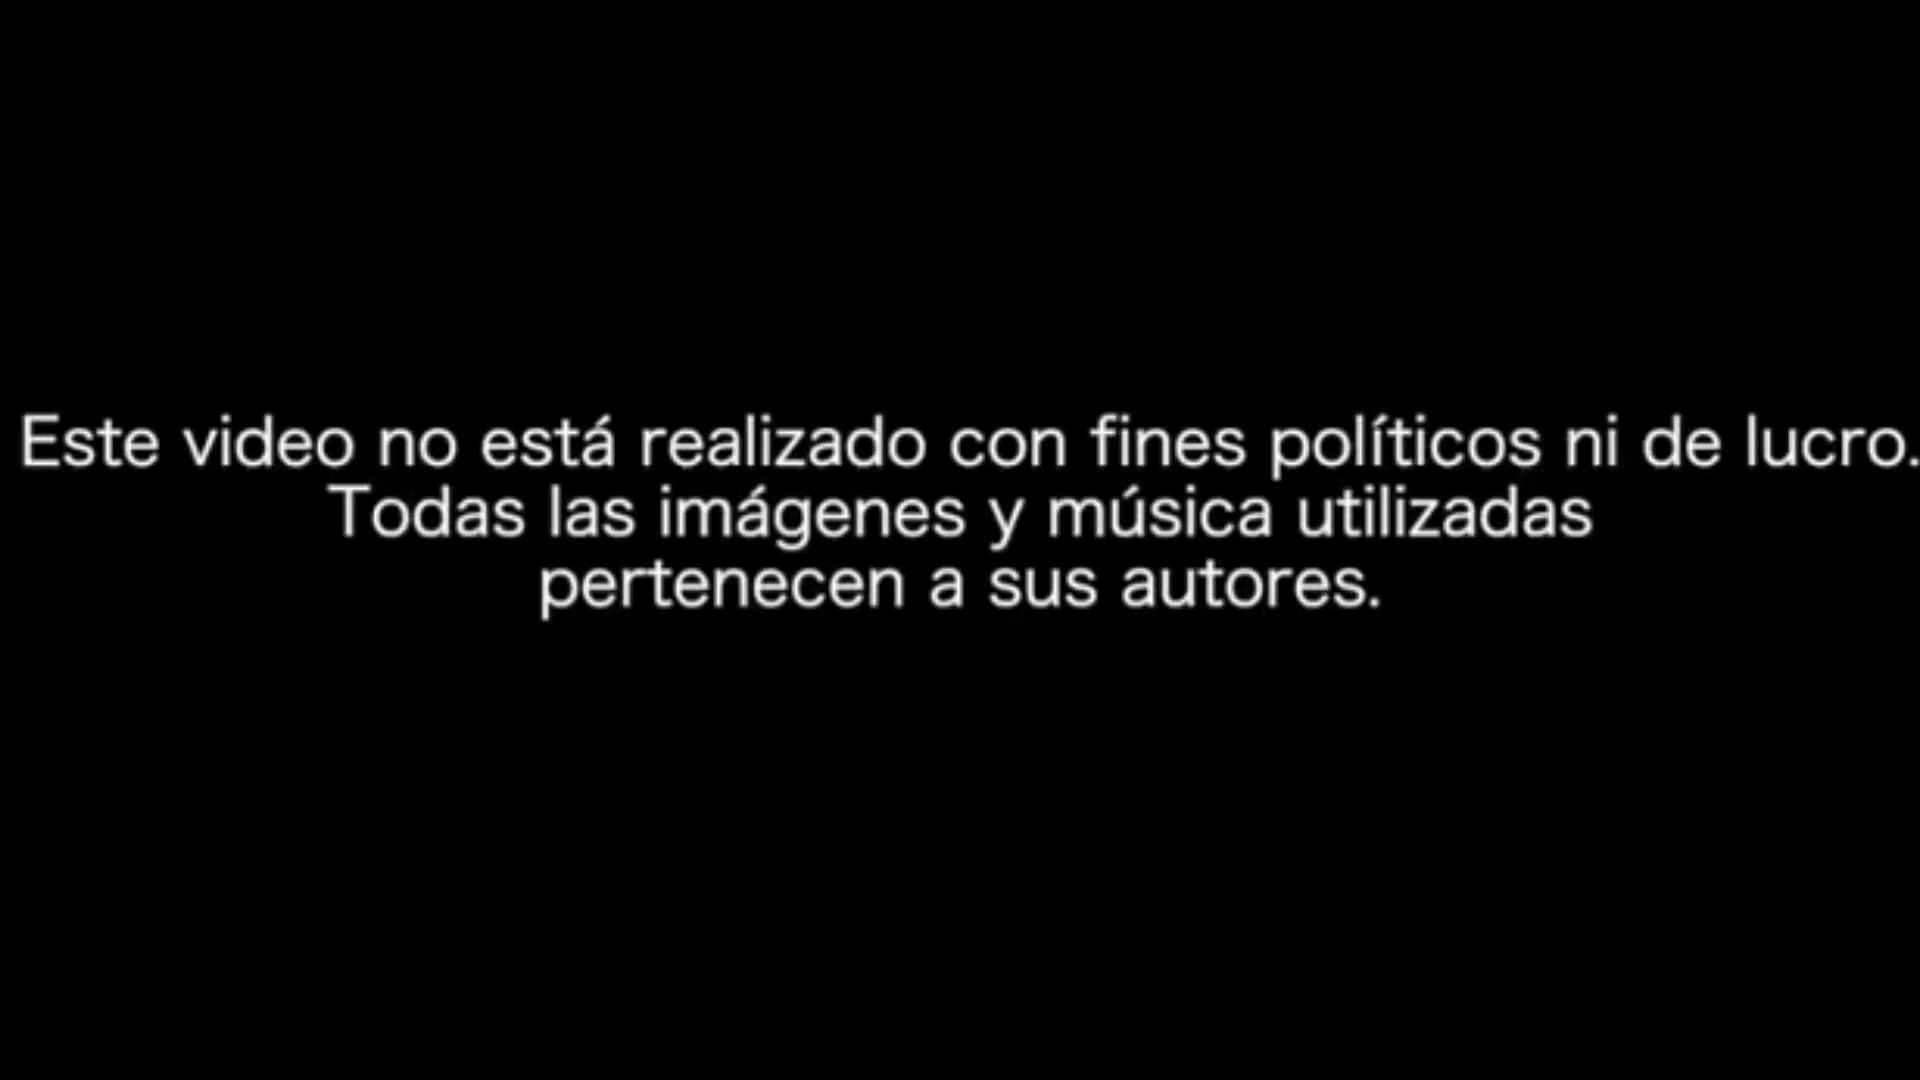 Este video no está realizado con fines políticos ni de lucro.
Todas las imágenes y música utilizadas
pertenecen a sus autores.